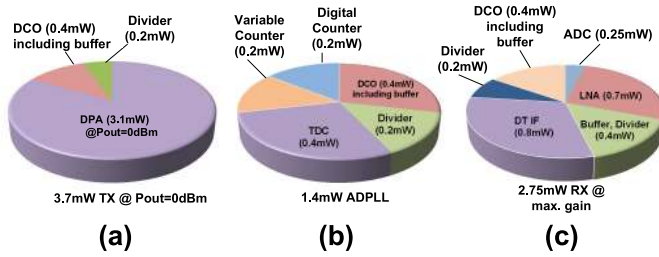 DCO (0.4mW)
including buffer
Divider
(0.2mW)
DPA (3.1mW)
@Pout=0dBm
3.7mW TX @ Pout=0dBm
(a)
Variable
Counter
(0.2mW)
Digital
Counter
(0.2mW)
DCO (0.4mW)
including buffer
Divider
(0.2mW)
TDC
(0.4mW)
1.4mW ADPLL
(b)
DCO (0.4mW)
including
buffer
ADC (0.25mW)
Divider
(0.2mW)
LNA (0.7mW)
DT IF
(0.8mW)
Buffer, Divider
(0.4mW)
2.75mW RX @
max. gain
(c)